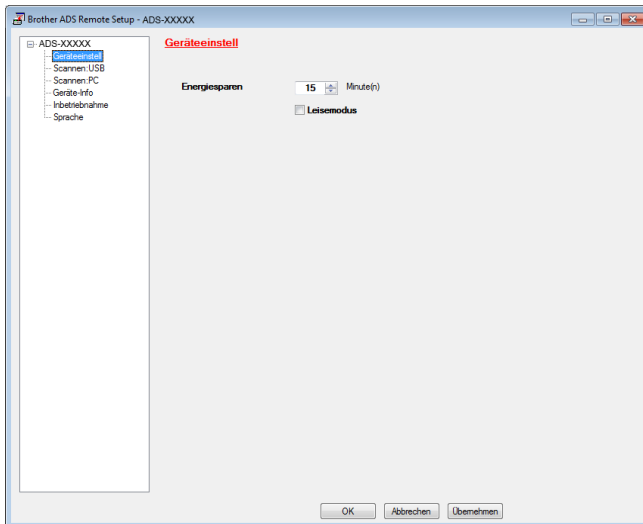 Brother ADS Remote Setup - ADS-XXXXX
ADS-XXXXX
Geräteeinstell
Scannen:USB
Scannen:PC
Geräte-Info
Inbetriebnahme
Sprache
Geräteeinstell
Energiesparen 15 Minute(n)
Leisemodus
OK Abbrechen Übernehmen